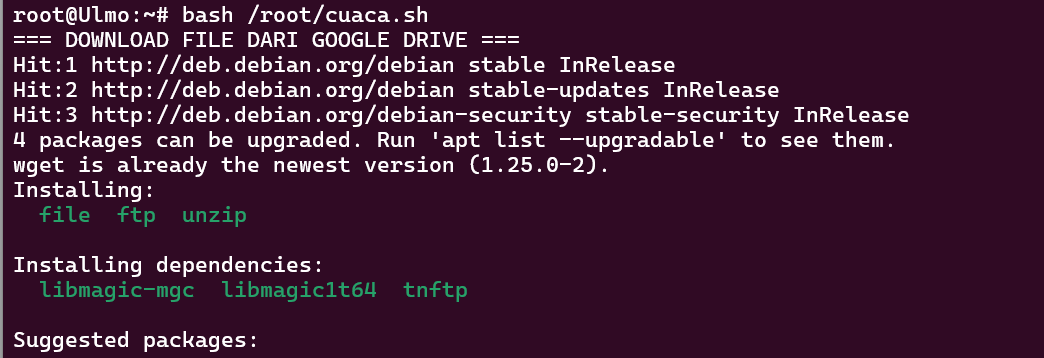 root@Ulmo:~# bash /root/cuaca.sh
=== DOWNLOAD FILE DARI GOOGLE DRIVE ===
Hit:1 http://deb.debian.org/debian stable InRelease
Hit:2 http://deb.debian.org/debian stable-updates InRelease
Hit:3 http://deb.debian.org/debian-security stable-security InRelease
4 packages can be upgraded. Run 'apt list --upgradable' to see them.
wget is already the newest version (1.25.0-2).
Installing:
  file  ftp  unzip

Installing dependencies:
  libmagic-mgc  libmagic1t64  tnftp

Suggested packages: